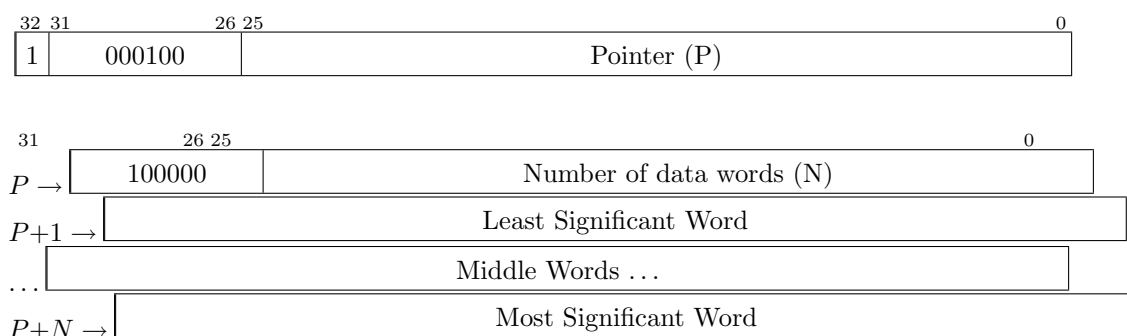 32 31 26 25 0
1 000100 Pointer (P)
31 26 25 0
P → 100000 Number of data words (N)
P+1 → Least Significant Word
... Middle Words ...
P+N → Most Significant Word